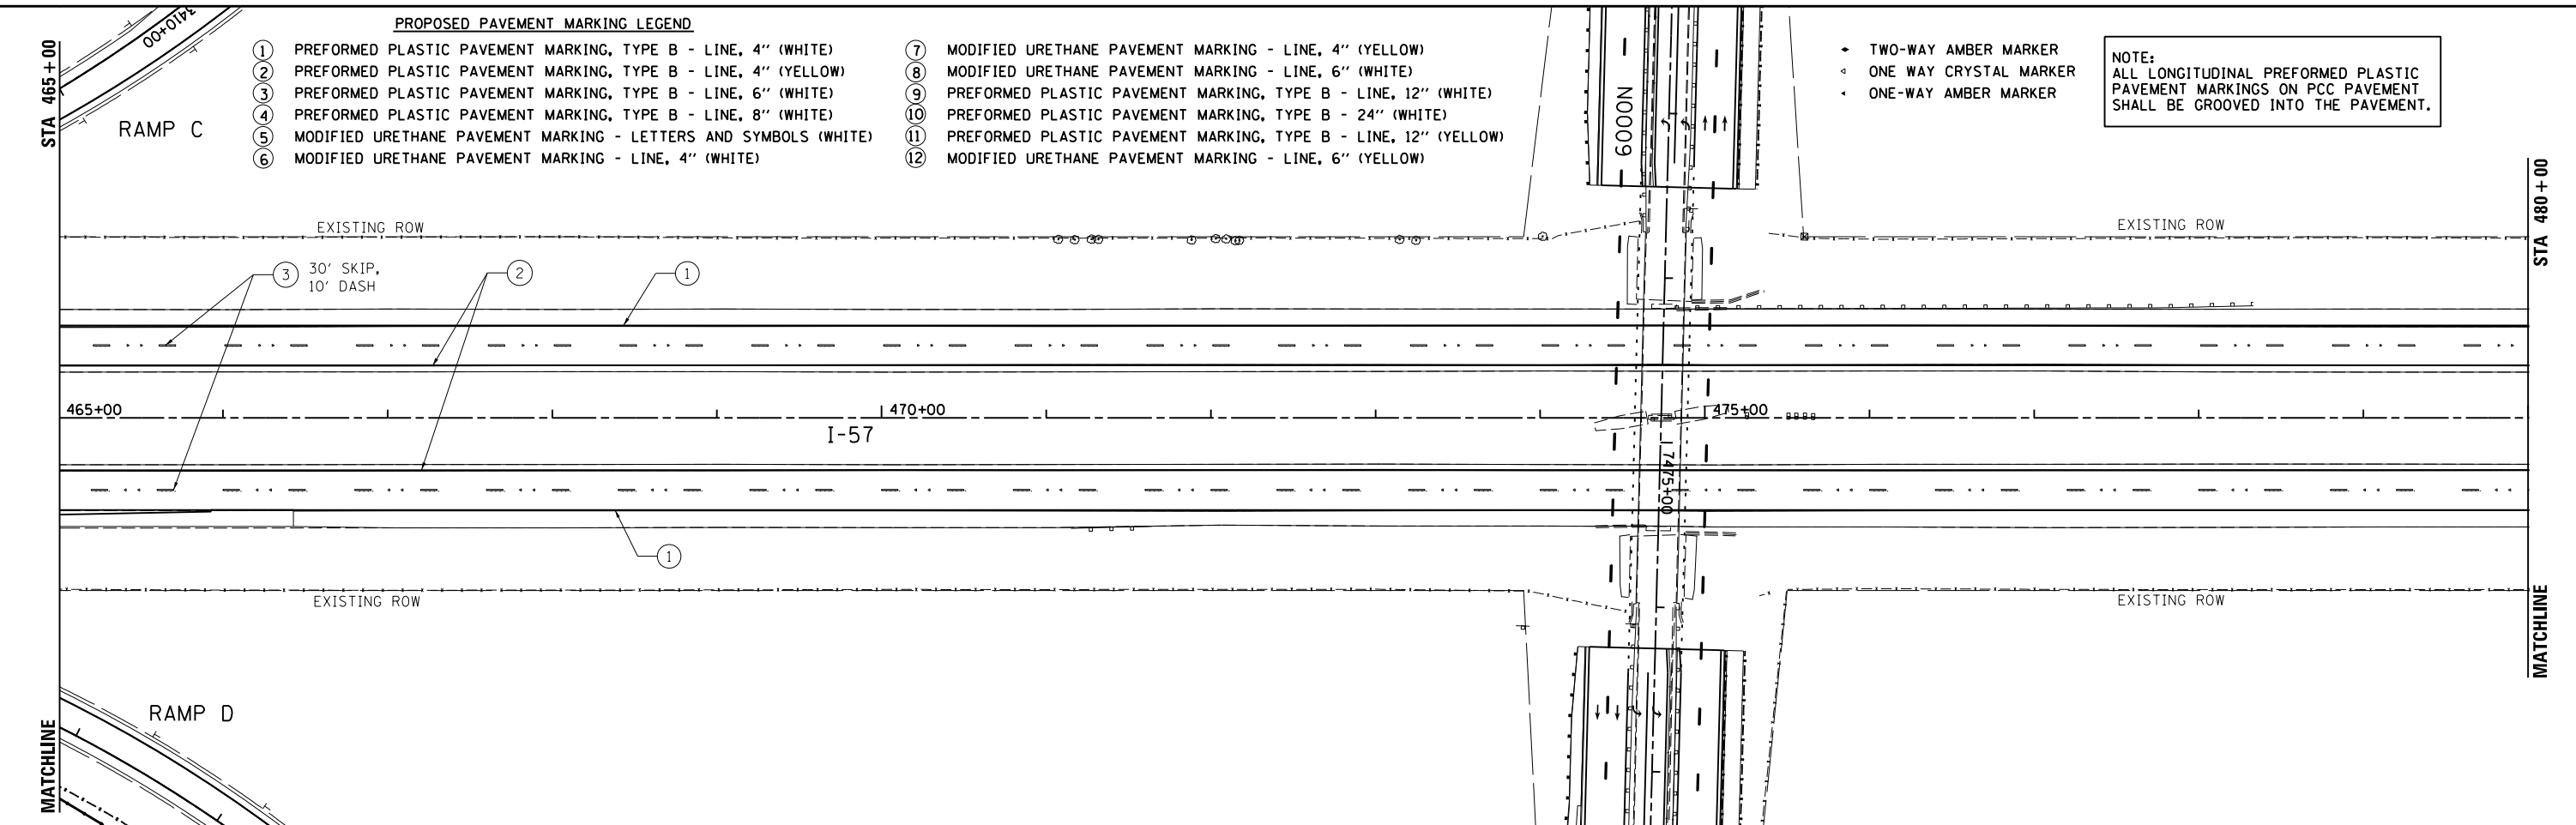 PROPOSED PAVEMENT MARKING LEGEND
1 PREFORMED PLASTIC PAVEMENT MARKING, TYPE B - LINE, 4" (WHITE)
2 PREFORMED PLASTIC PAVEMENT MARKING, TYPE B - LINE, 4" (YELLOW)
3 PREFORMED PLASTIC PAVEMENT MARKING, TYPE B - LINE, 6" (WHITE)
4 PREFORMED PLASTIC PAVEMENT MARKING, TYPE B - LINE, 8" (WHITE)
5 MODIFIED URETHANE PAVEMENT MARKING - LETTERS AND SYMBOLS (WHITE)
6 MODIFIED URETHANE PAVEMENT MARKING - LINE, 4" (WHITE)
7 MODIFIED URETHANE PAVEMENT MARKING - LINE, 4" (YELLOW)
8 MODIFIED URETHANE PAVEMENT MARKING - LINE, 6" (WHITE)
9 PREFORMED PLASTIC PAVEMENT MARKING, TYPE B - LINE, 12" (WHITE)
10 PREFORMED PLASTIC PAVEMENT MARKING, TYPE B - 24" (WHITE)
11 PREFORMED PLASTIC PAVEMENT MARKING, TYPE B - LINE, 12" (YELLOW)
12 MODIFIED URETHANE PAVEMENT MARKING - LINE, 6" (YELLOW)
TWO-WAY AMBER MARKER
ONE WAY CRYSTAL MARKER
ONE-WAY AMBER MARKER
NOTE:
ALL LONGITUDINAL PREFORMED PLASTIC
PAVEMENT MARKINGS ON PCC PAVEMENT
SHALL BE GROOVED INTO THE PAVEMENT.
3410+00
STA 465+00
RAMP C
6000N
STA 480+00
EXISTING ROW
EXISTING ROW
3 30' SKIP,
10' DASH
2
1
465+00
470+00
475+00
I-57
7475+00
1
EXISTING ROW
EXISTING ROW
RAMP D
MATCHLINE
MATCHLINE